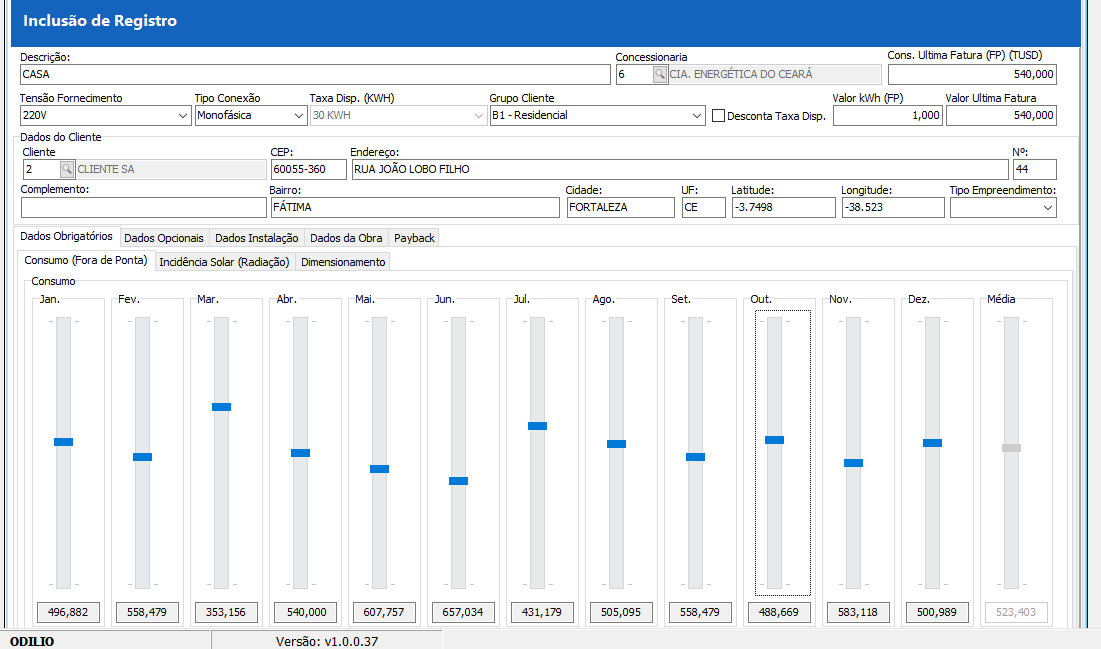 Inclusão de Registro
Descrição: Concessionaria Cons. Ultima Fatura (FP) (TUSD)
CASA 6 CIA. ENERGÉTICA DO CEARÁ 540,000
Tensão Fornecimento Tipo Conexão Taxa Disp. (KWH) Grupo Cliente Valor kWh (FP) Valor Ultima Fatura
220V Monofásica 30 KWH B1 - Residencial Desconta Taxa Disp. 1,000 540,000
Dados do Cliente
Cliente CEP: Endereço: Nº:
2 CLIENTE SA 60055-360 RUA JOÃO LOBO FILHO 44
Complemento: Bairro: Cidade: UF: Latitude: Longitude: Tipo Empreendimento:
FÁTIMA FORTALEZA CE -3.7498 -38.523
Dados Obrigatórios Dados Opcionais Dados Instalação Dados da Obra Payback
Consumo (Fora de Ponta) Incidência Solar (Radiação) Dimensionamento
Consumo
Jan. Fev. Mar. Abr. Mai. Jun. Jul. Ago. Set. Out. Nov. Dez. Média
496,882 558,479 353,156 540,000 607,757 657,034 431,179 505,095 558,479 488,669 583,118 500,989 523,403
ODILIO Versão: v1.0.0.37